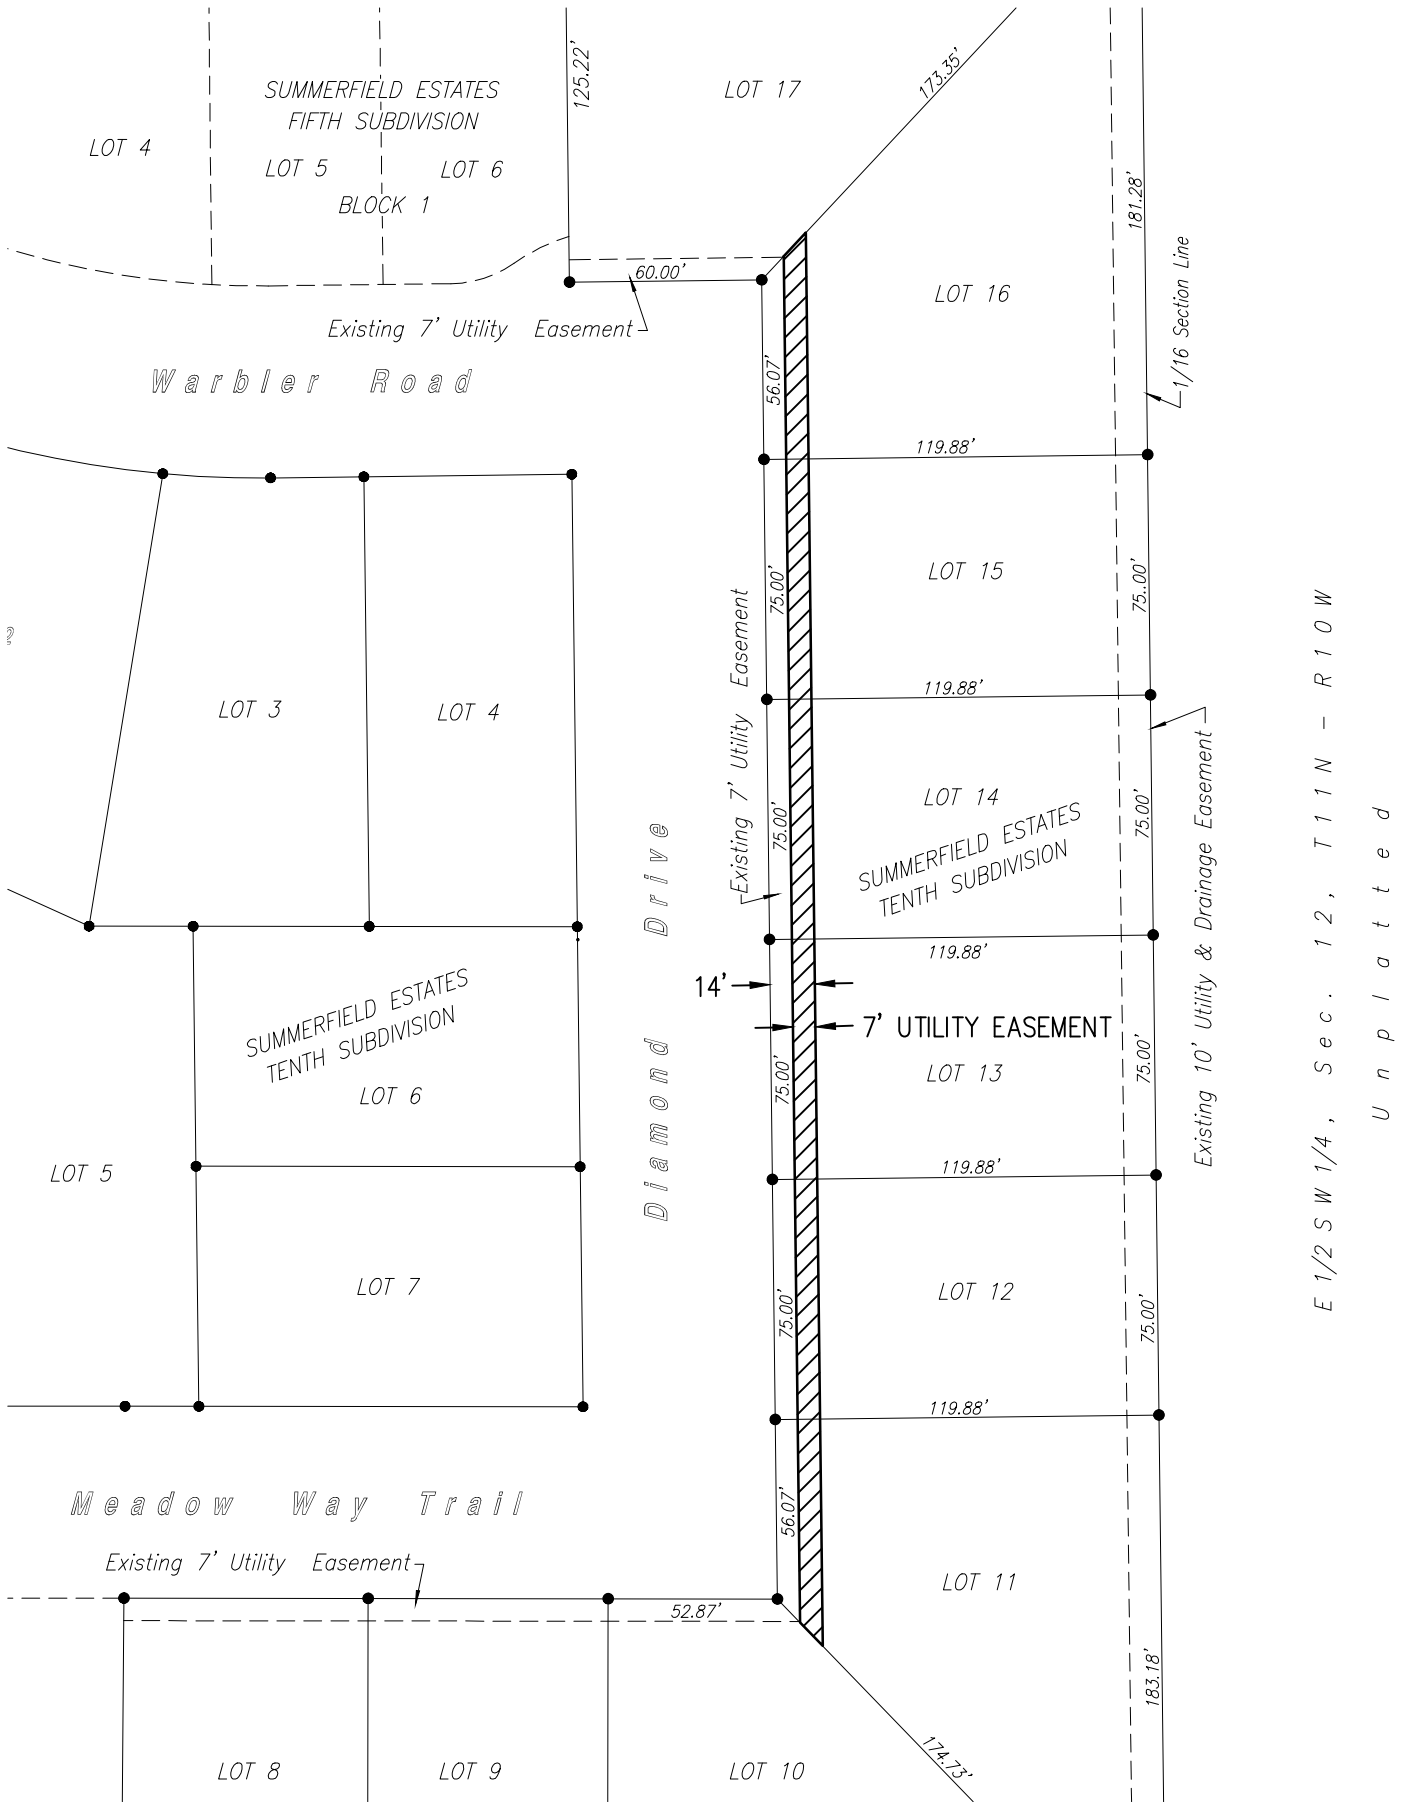 125.22'
LOT 17
173.35'
SUMMERFIELD ESTATES
FIFTH SUBDIVISION
LOT 4
LOT 5
LOT 6
BLOCK 1
181.28'
1/16 Section Line
60.00'
LOT 16
Existing 7' Utility Easement
56.07'
Warbler Road
119.88'
LOT 15
75.00'
75.00'
Existing 7' Utility Easement
119.88'
LOT 3
LOT 4
LOT 14
SUMMERFIELD ESTATES
TENTH SUBDIVISION
75.00'
75.00'
Existing 10' Utility & Drainage Easement
E 1/2 SW 1/4, Sec. 12, T11N - R10W
Unplatted
Diamond Drive
119.88'
14'
7' UTILITY EASEMENT
SUMMERFIELD ESTATES
TENTH SUBDIVISION
LOT 6
75.00'
LOT 13
75.00'
LOT 5
119.88'
LOT 7
75.00'
LOT 12
75.00'
119.88'
Meadow Way Trail
56.07'
Existing 7' Utility Easement
LOT 11
52.87'
183.18'
LOT 8
LOT 9
LOT 10
174.73'